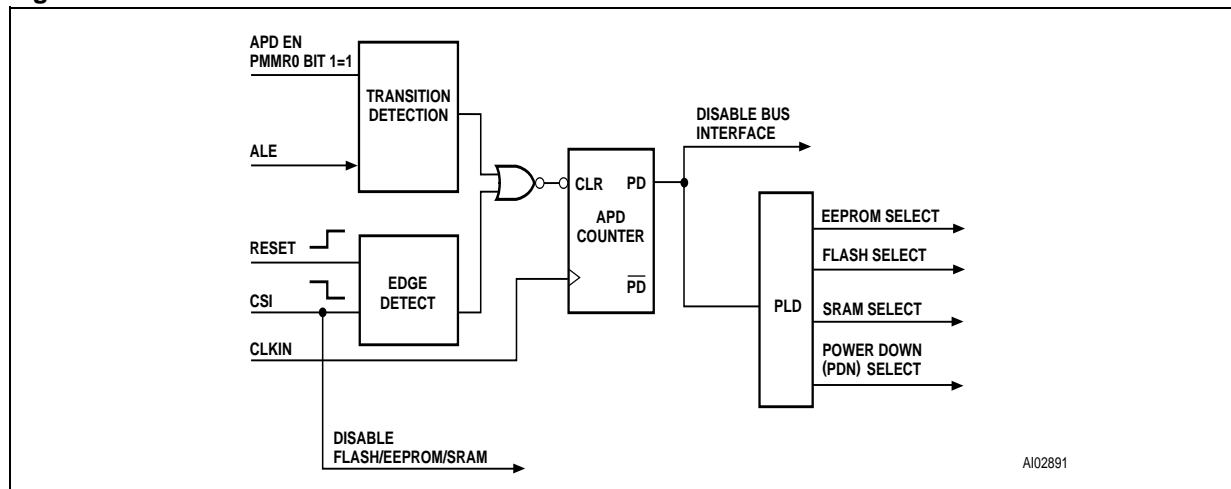 APD EN
PMMR0 BIT 1=1
TRANSITION
DETECTION
ALE
RESET
CSI
EDGE
DETECT
CLKIN
DISABLE
FLASH/EEPROM/SRAM
CLR PD
APD
COUNTER
PD
DISABLE BUS
INTERFACE
PLD
EEPROM SELECT
FLASH SELECT
SRAM SELECT
POWER DOWN
(PDN) SELECT
AI02891